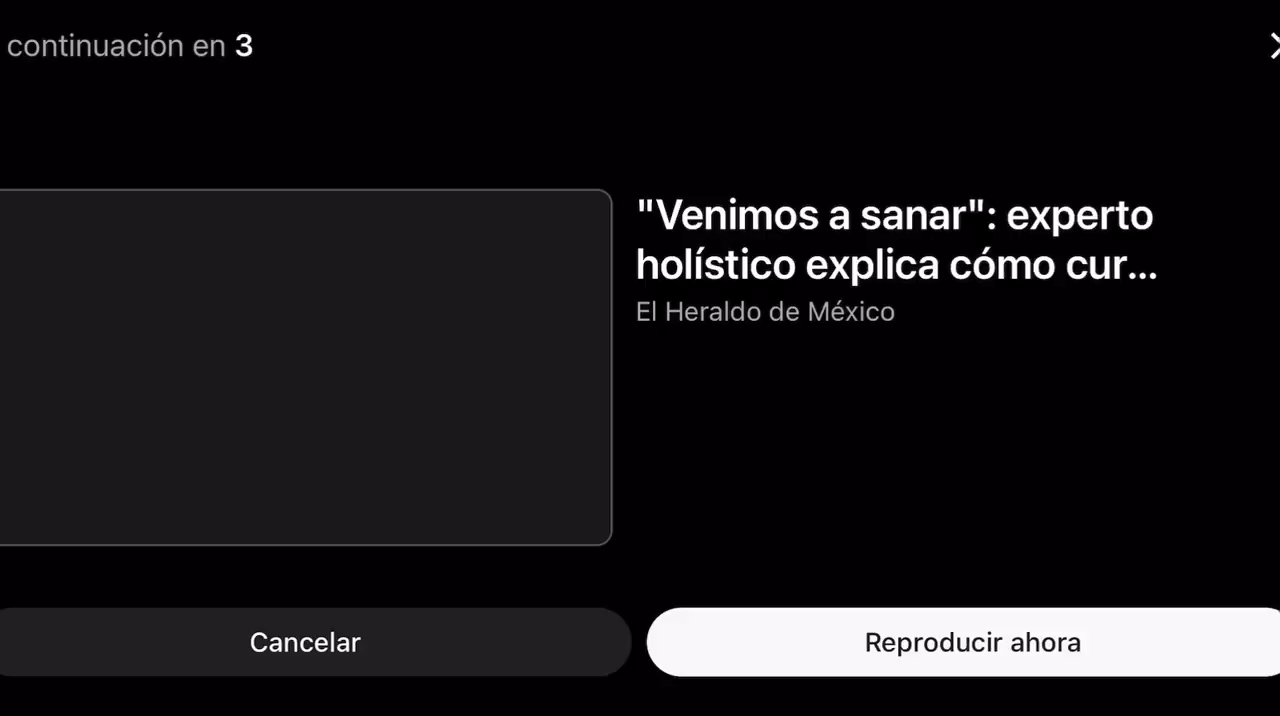 continuación en 3
"Venimos a sanar": experto
holístico explica cómo cur...
El Heraldo de México
Cancelar
Reproducir ahora